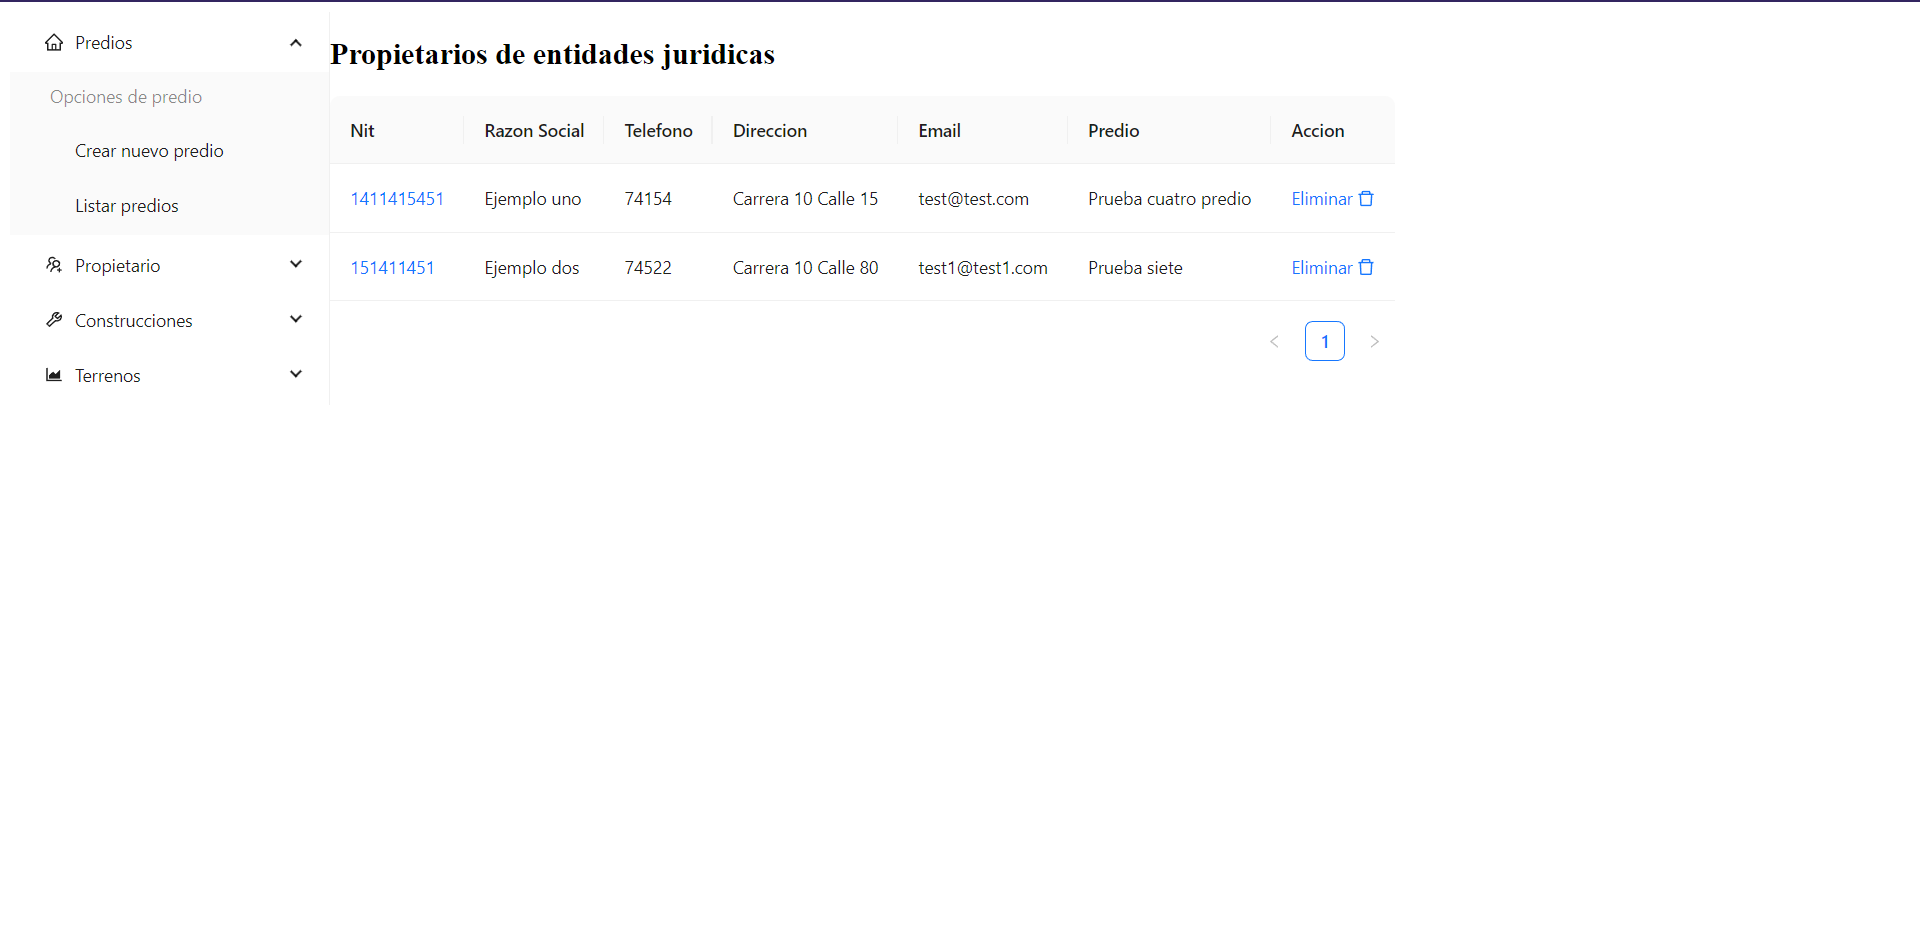 Predios
Opciones de predio
Crear nuevo predio
Listar predios
Propietario
Construcciones
Terrenos
Propietarios de entidades juridicas
Nit Razon Social Telefono Direccion Email Predio Accion
1411415451 Ejemplo uno 74154 Carrera 10 Calle 15 test@test.com Prueba cuatro predio Eliminar
151411451 Ejemplo dos 74522 Carrera 10 Calle 80 test1@test1.com Prueba siete Eliminar
1